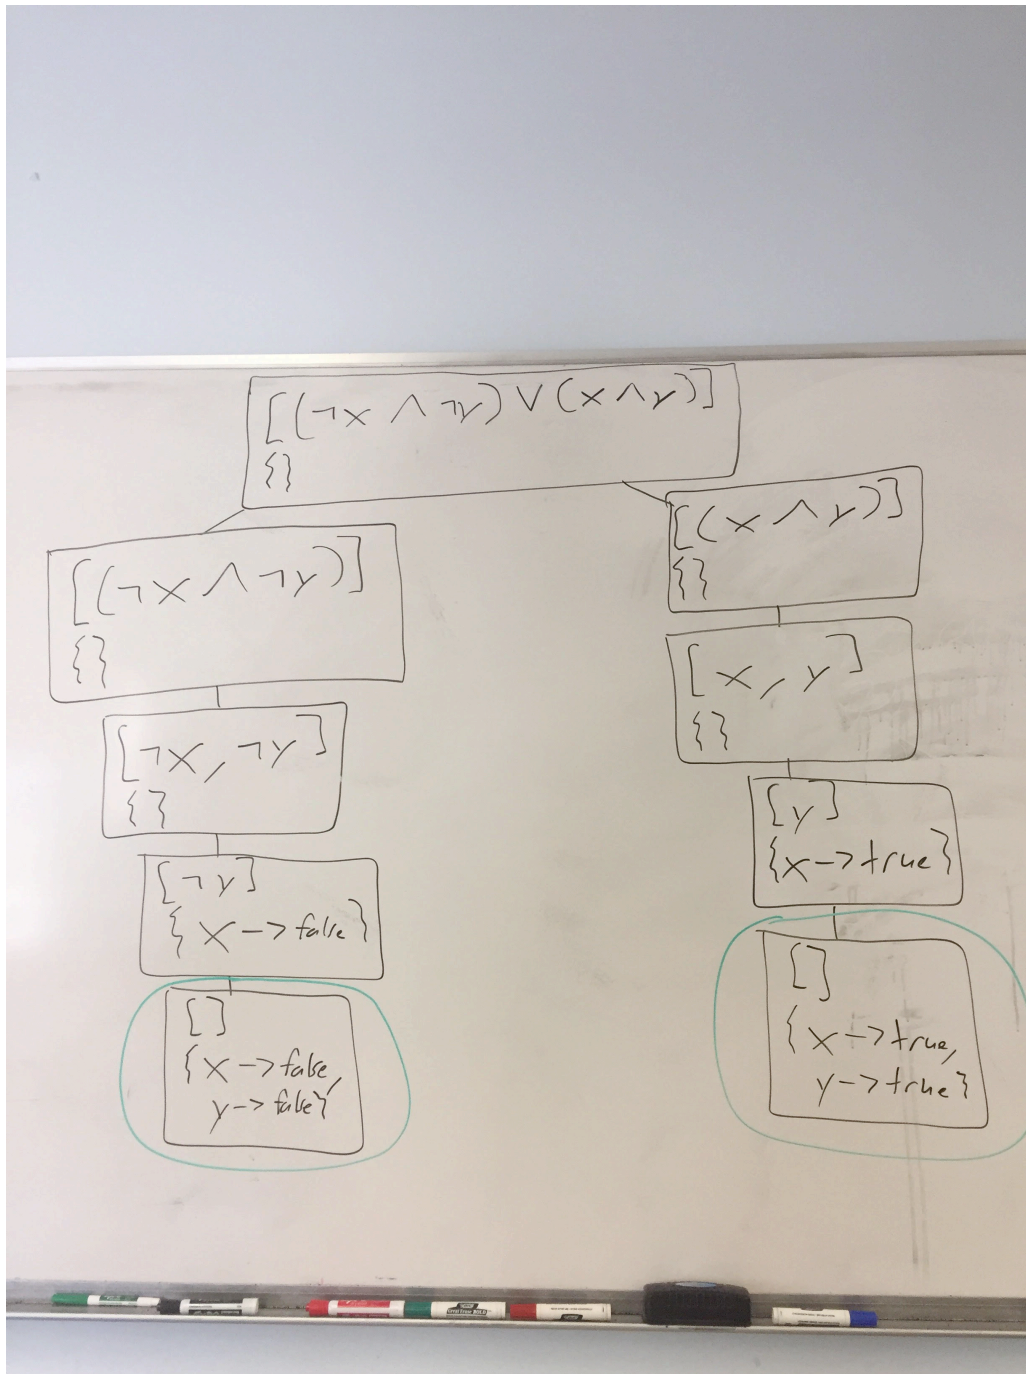 [(¬x ∧ ¬y) ∨ (x ∧ y)]
{}
[(¬x ∧ ¬y)]
{}
[¬x, ¬y]
{}
[¬y]
{x -> false}
[]
{x -> false,
y -> false}
[(x ∧ y)]
{}
[x, y]
{}
[y]
{x -> true}
[]
{x -> true,
y -> true}